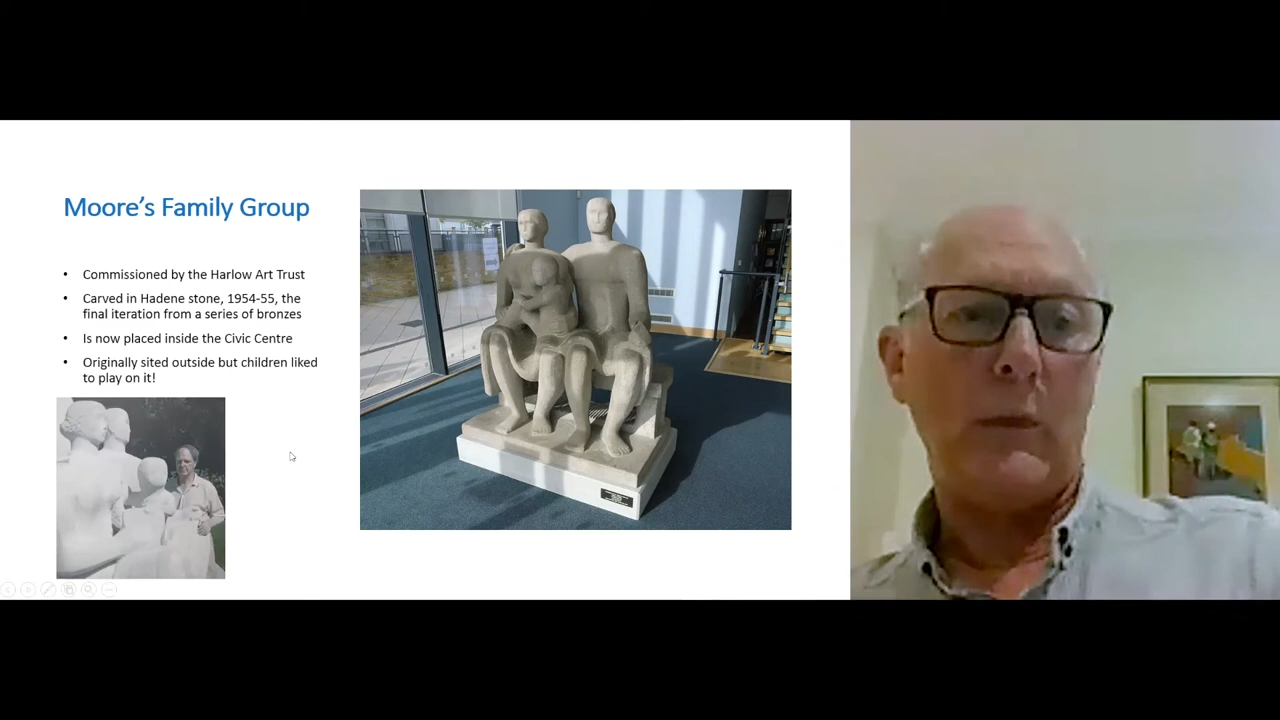 Moore's Family Group
• Commissioned by the Harlow Art Trust
• Carved in Hadene stone, 1954-55, the
final iteration from a series of bronzes
• Is now placed inside the Civic Centre
• Originally sited outside but children liked
to play on it!